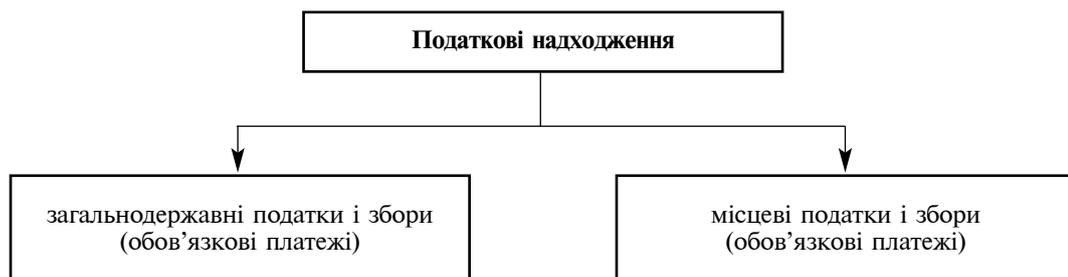 Податкові надходження
загальнодержавні податки і збори
(обов’язкові платежі)
місцеві податки і збори
(обов’язкові платежі)